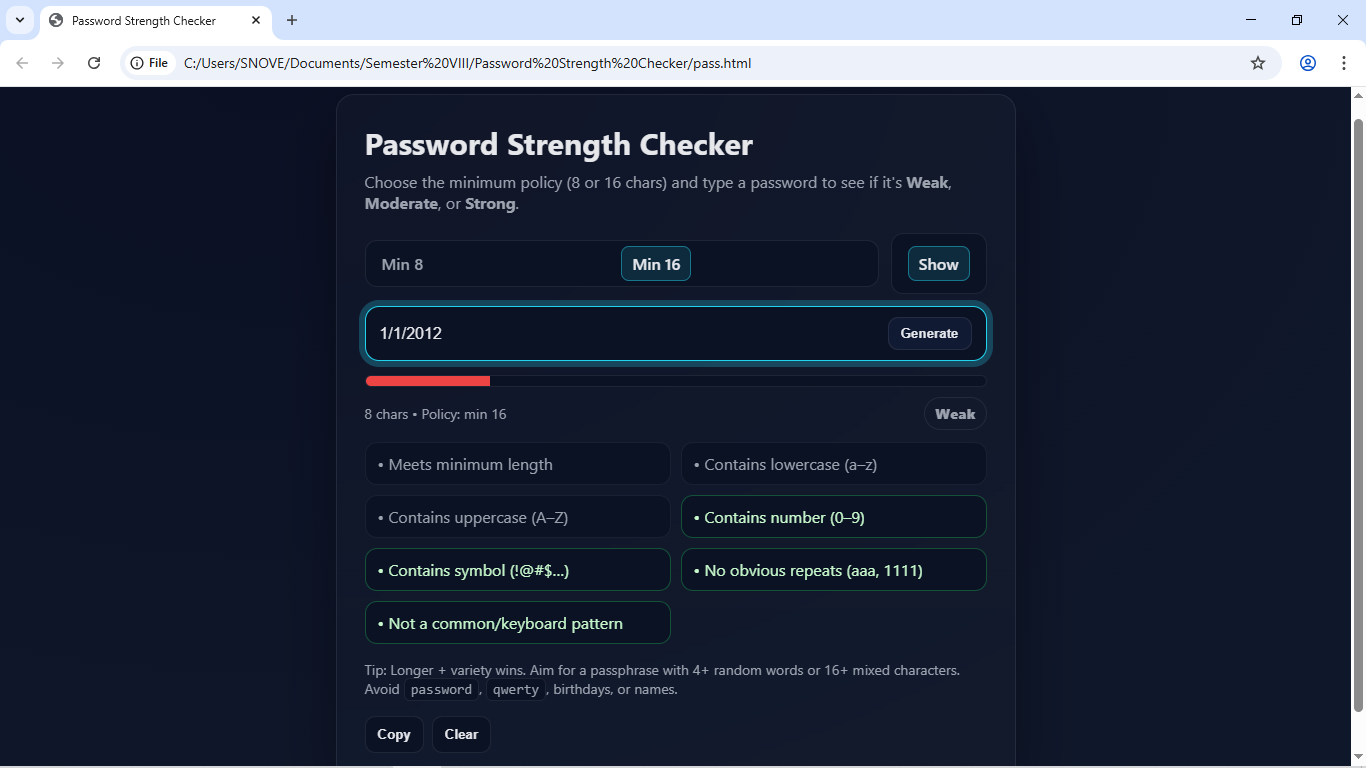 Password Strength Checker
File C:/Users/SNOVE/Documents/Semester%20VIII/Password%20Strength%20Checker/pass.html
Password Strength Checker
Choose the minimum policy (8 or 16 chars) and type a password to see if it's Weak,
Moderate, or Strong.
Min 8 Min 16 Show
1/1/2012 Generate
8 chars • Policy: min 16 Weak
• Meets minimum length • Contains lowercase (a–z)
• Contains uppercase (A–Z) • Contains number (0–9)
• Contains symbol (!@#$...) • No obvious repeats (aaa, 1111)
• Not a common/keyboard pattern
Tip: Longer + variety wins. Aim for a passphrase with 4+ random words or 16+ mixed characters.
Avoid password, qwerty, birthdays, or names.
Copy Clear